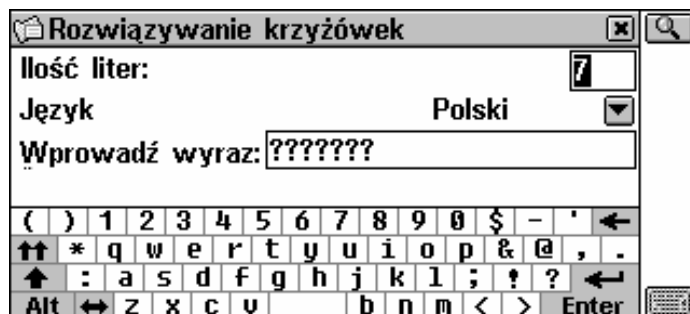 Rozwiązywanie krzyżówek
Ilość liter: 7
Język Polski
Wprowadź wyraz: ???????
( ) 1 2 3 4 5 6 7 8 9 0 $ - '
* q w e r t y u i o p & @ , .
: a s d f g h j k l ; ! ?
Alt z x c v b n m < > Enter